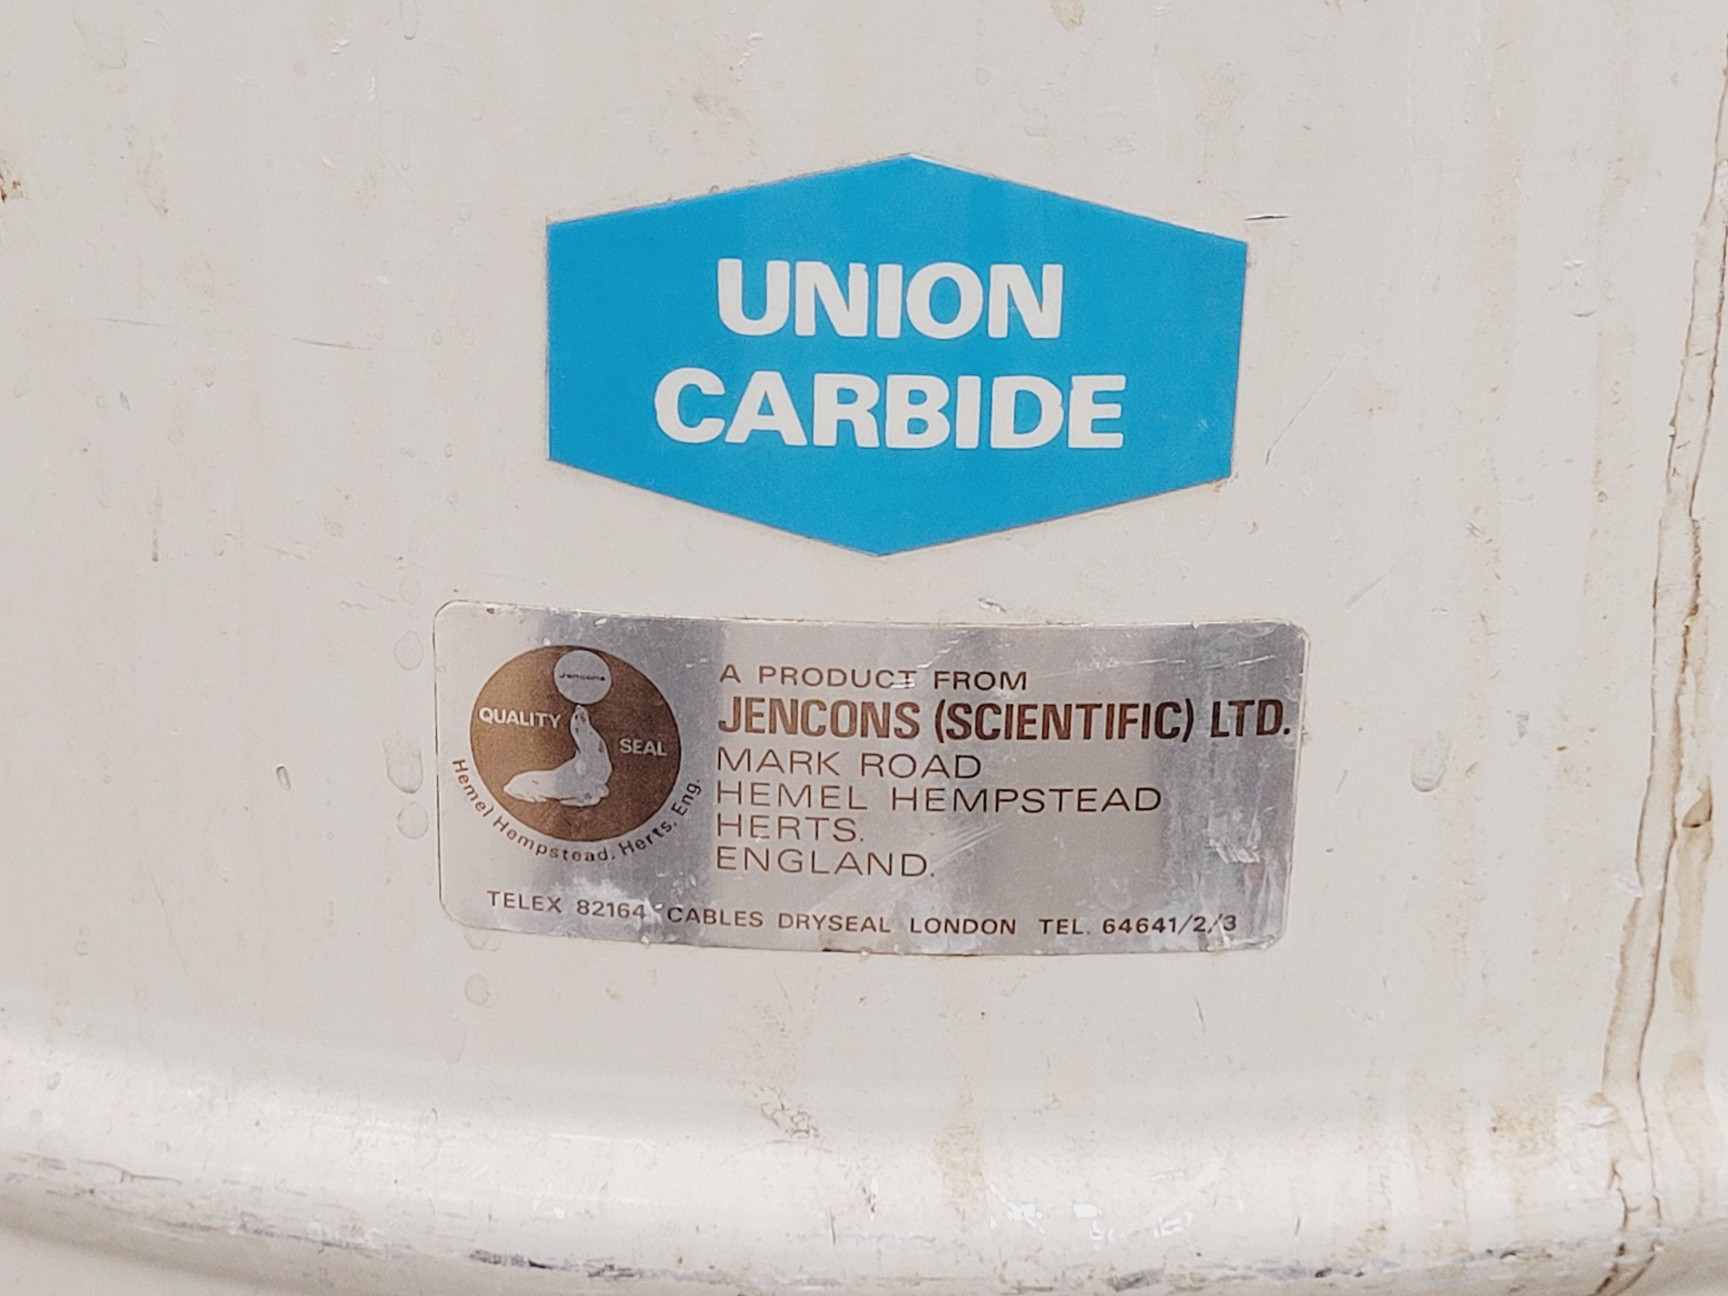 UNION
CARBIDE
Jencons
QUALITY
SEAL
Hemel Hempstead, Herts, Eng.
A PRODUCT FROM
JENCONS (SCIENTIFIC) LTD.
MARK ROAD
HEMEL HEMPSTEAD
HERTS.
ENGLAND.
TELEX 82164 CABLES DRYSEAL LONDON TEL. 64641/2/3